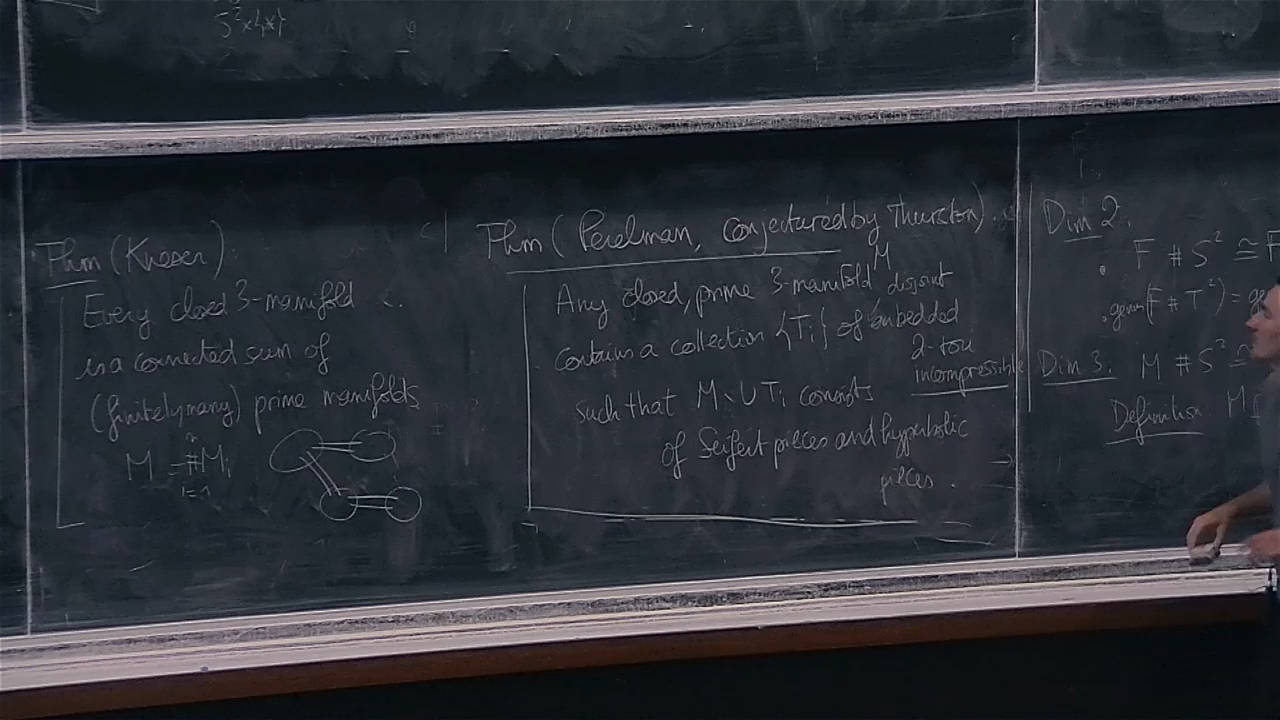 S²×{*}
Thm (Kneser)
Every closed 3-manifold
is a connected sum of
(finitely many) prime manifolds
M = # Mᵢ
i=1
Thm (Perelman, conjectured by Thurston).
Any closed, prime 3-manifold M
contains a collection {Tᵢ} of disjoint embedded
2-tori
incompressible
such that M∖∪Tᵢ consists
of Seifert pieces and hyperbolic
pieces.
Dim 2.
• F # S² ≅ F
• genus(F # T²) =
Dim 3. M # S²
Definition M